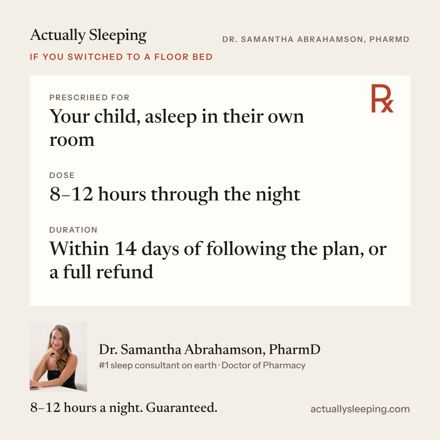 Actually Sleeping
DR. SAMANTHA ABRAHAMSON, PHARMD
IF YOU SWITCHED TO A FLOOR BED
Rx
PRESCRIBED FOR
Your child, asleep in their own
room
DOSE
8–12 hours through the night
DURATION
Within 14 days of following the plan, or
a full refund
Dr. Samantha Abrahamson, PharmD
#1 sleep consultant on earth · Doctor of Pharmacy
8–12 hours a night. Guaranteed.
actuallysleeping.com